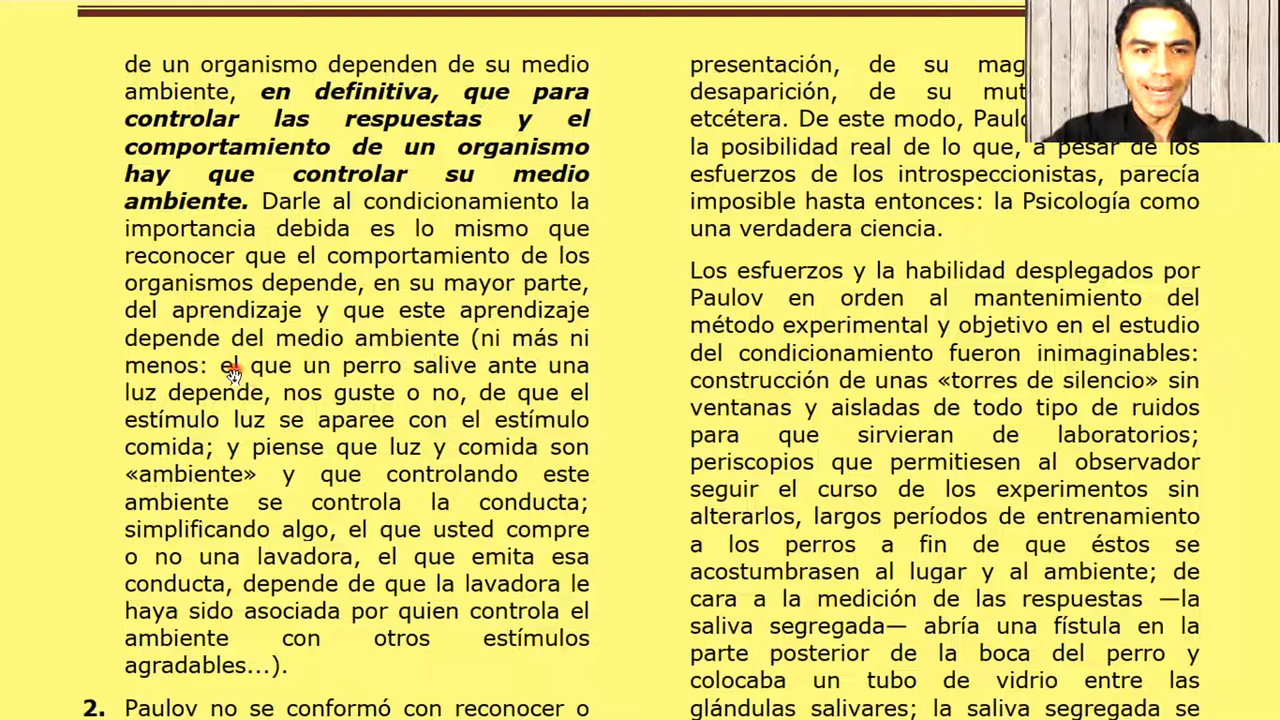 de un organismo dependen de su medio
ambiente, en definitiva, que para
controlar las respuestas y el
comportamiento de un organismo
hay que controlar su medio
ambiente. Darle al condicionamiento la
importancia debida es lo mismo que
reconocer que el comportamiento de los
organismos depende, en su mayor parte,
del aprendizaje y que este aprendizaje
depende del medio ambiente (ni más ni
menos: el que un perro salive ante una
luz depende, nos guste o no, de que el
estímulo luz se aparee con el estímulo
comida; y piense que luz y comida son
«ambiente» y que controlando este
ambiente se controla la conducta;
simplificando algo, el que usted compre
o no una lavadora, el que emita esa
conducta, depende de que la lavadora le
haya sido asociada por quien controla el
ambiente con otros estímulos
agradables...).
2. Paulov no se conformó con reconocer o
presentación, de su
desaparición, de su
etcétera. De este modo,
la posibilidad real de lo que, a pesar de los
esfuerzos de los introspeccionistas, parecía
imposible hasta entonces: la Psicología como
una verdadera ciencia.
Los esfuerzos y la habilidad desplegados por
Paulov en orden al mantenimiento del
método experimental y objetivo en el estudio
del condicionamiento fueron inimaginables:
construcción de unas «torres de silencio» sin
ventanas y aisladas de todo tipo de ruidos
para que sirvieran de laboratorios;
periscopios que permitiesen al observador
seguir el curso de los experimentos sin
alterarlos, largos períodos de entrenamiento
a los perros a fin de que éstos se
acostumbrasen al lugar y al ambiente; de
cara a la medición de las respuestas —la
saliva segregada— abría una fístula en la
parte posterior de la boca del perro y
colocaba un tubo de vidrio entre las
glándulas salivares; la saliva segregada se